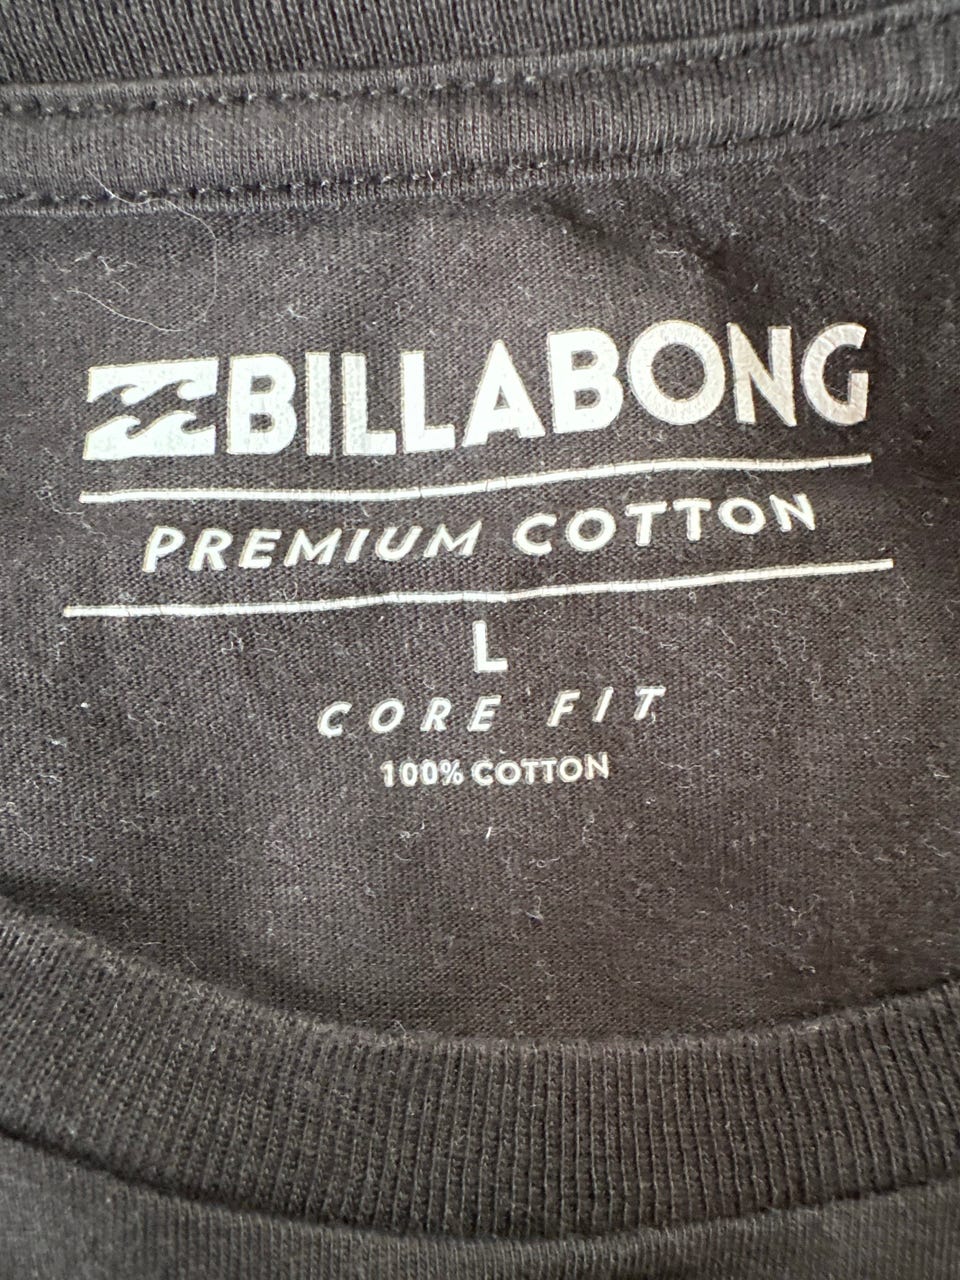 BILLABONG
PREMIUM COTTON
L
CORE FIT
100% COTTON